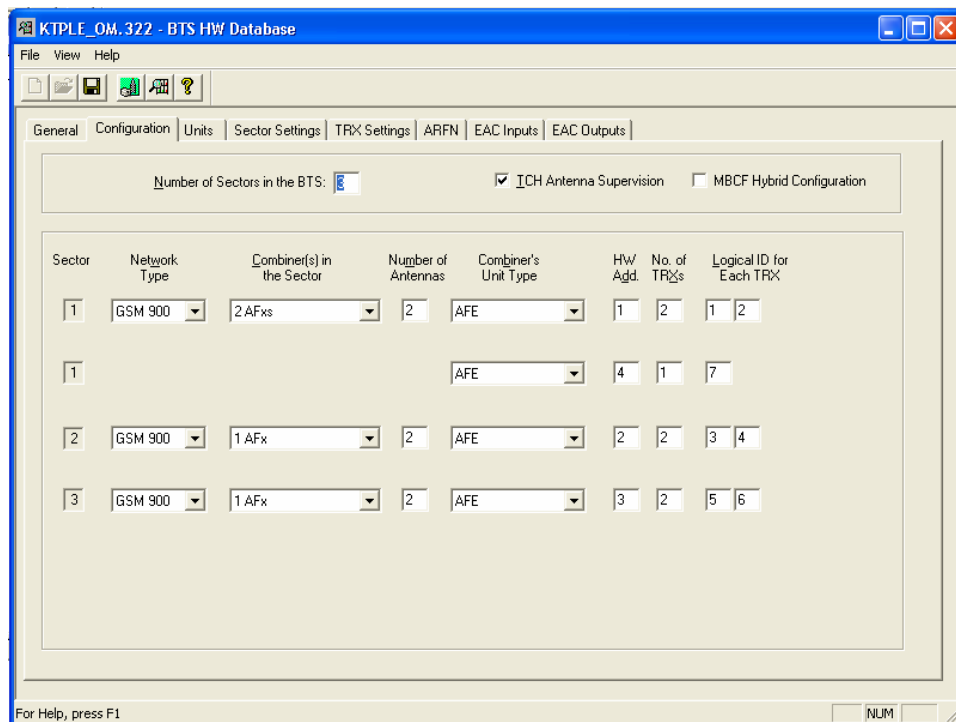 KTPLE_OM.322 - BTS HW Database
File View Help
General Configuration Units Sector Settings TRX Settings ARFN EAC Inputs EAC Outputs
Number of Sectors in the BTS: 3 TCH Antenna Supervision MBCF Hybrid Configuration
Sector Network Combiner(s) in Number of Combiner's HW No. of Logical ID for
Type the Sector Antennas Unit Type Add. TRXs Each TRX
1 GSM 900 2 AFxs 2 AFE 1 2 1 2
1 AFE 4 1 7
2 GSM 900 1 AFx 2 AFE 2 2 3 4
3 GSM 900 1 AFx 2 AFE 3 2 5 6
For Help, press F1 NUM